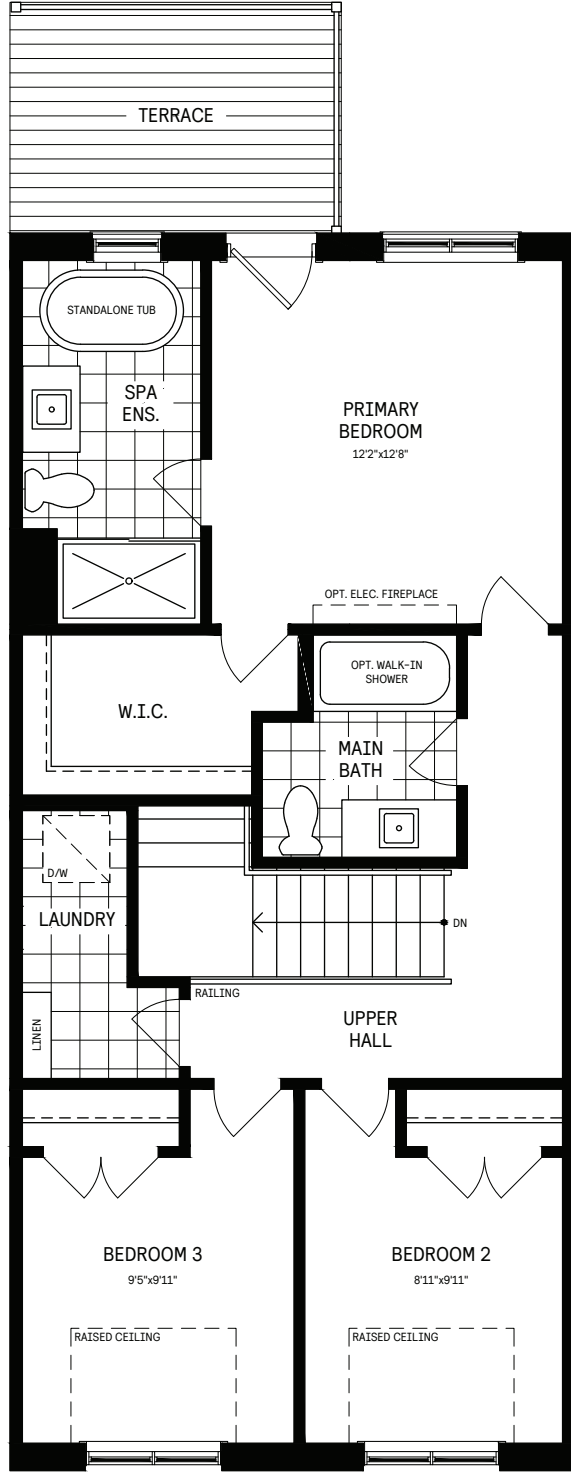 TERRACE
STANDALONE TUB
SPA
ENS.
PRIMARY
BEDROOM
12'2"x12'8"
OPT. ELEC. FIREPLACE
OPT. WALK-IN
SHOWER
W.I.C.
MAIN
BATH
D/W
LAUNDRY
DN
RAILING
LINEN
UPPER
HALL
BEDROOM 3
9'5"x9'11"
BEDROOM 2
8'11"x9'11"
RAISED CEILING
RAISED CEILING